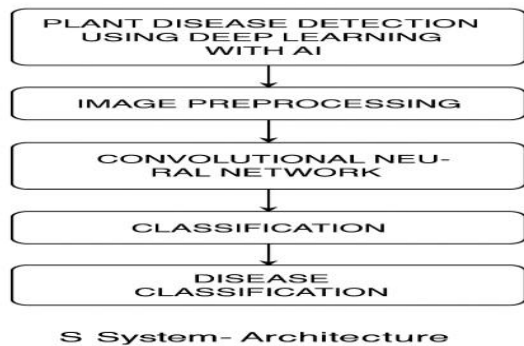 PLANT DISEASE DETECTION
USING DEEP LEARNING
WITH AI
IMAGE PREPROCESSING
CONVOLUTIONAL NEU-
RAL NETWORK
CLASSIFICATION
DISEASE
CLASSIFICATION
S System- Architecture